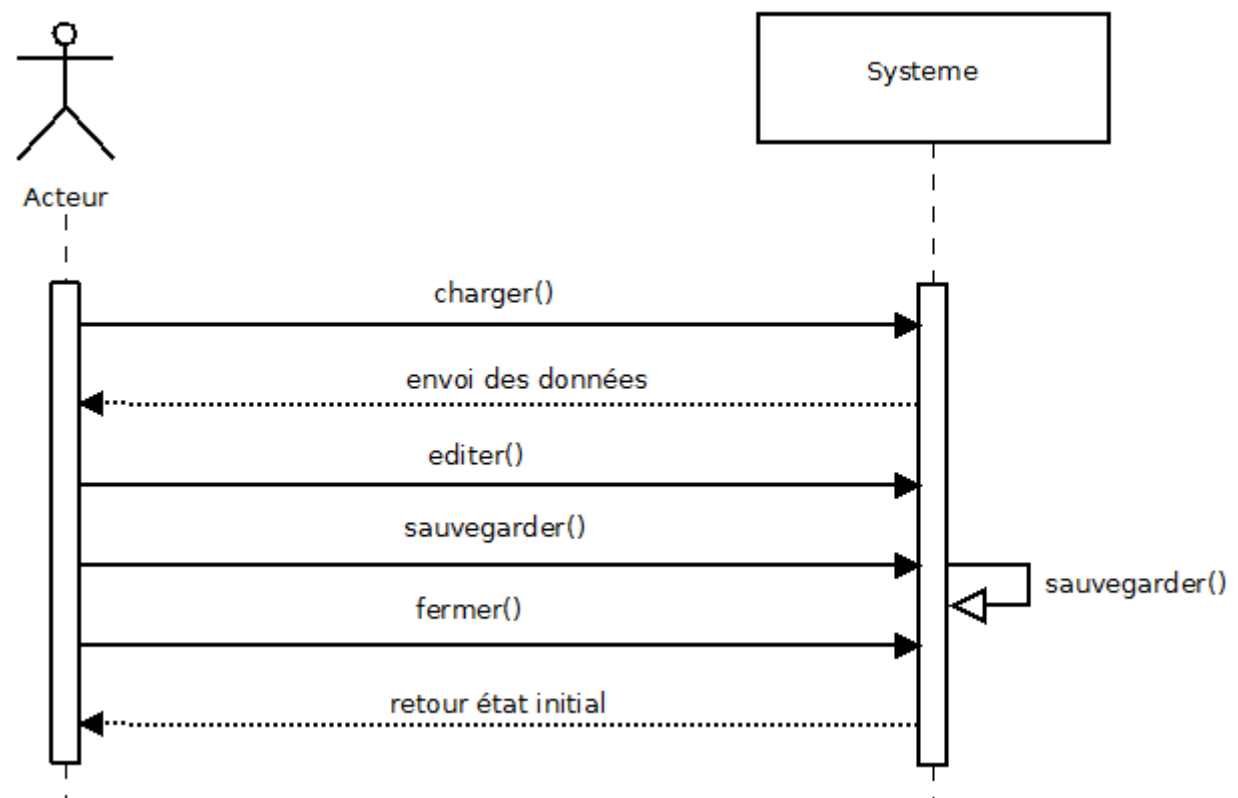 Systeme
Acteur
charger()
envoi des données
editer()
sauvegarder()
sauvegarder()
fermer()
retour état initial